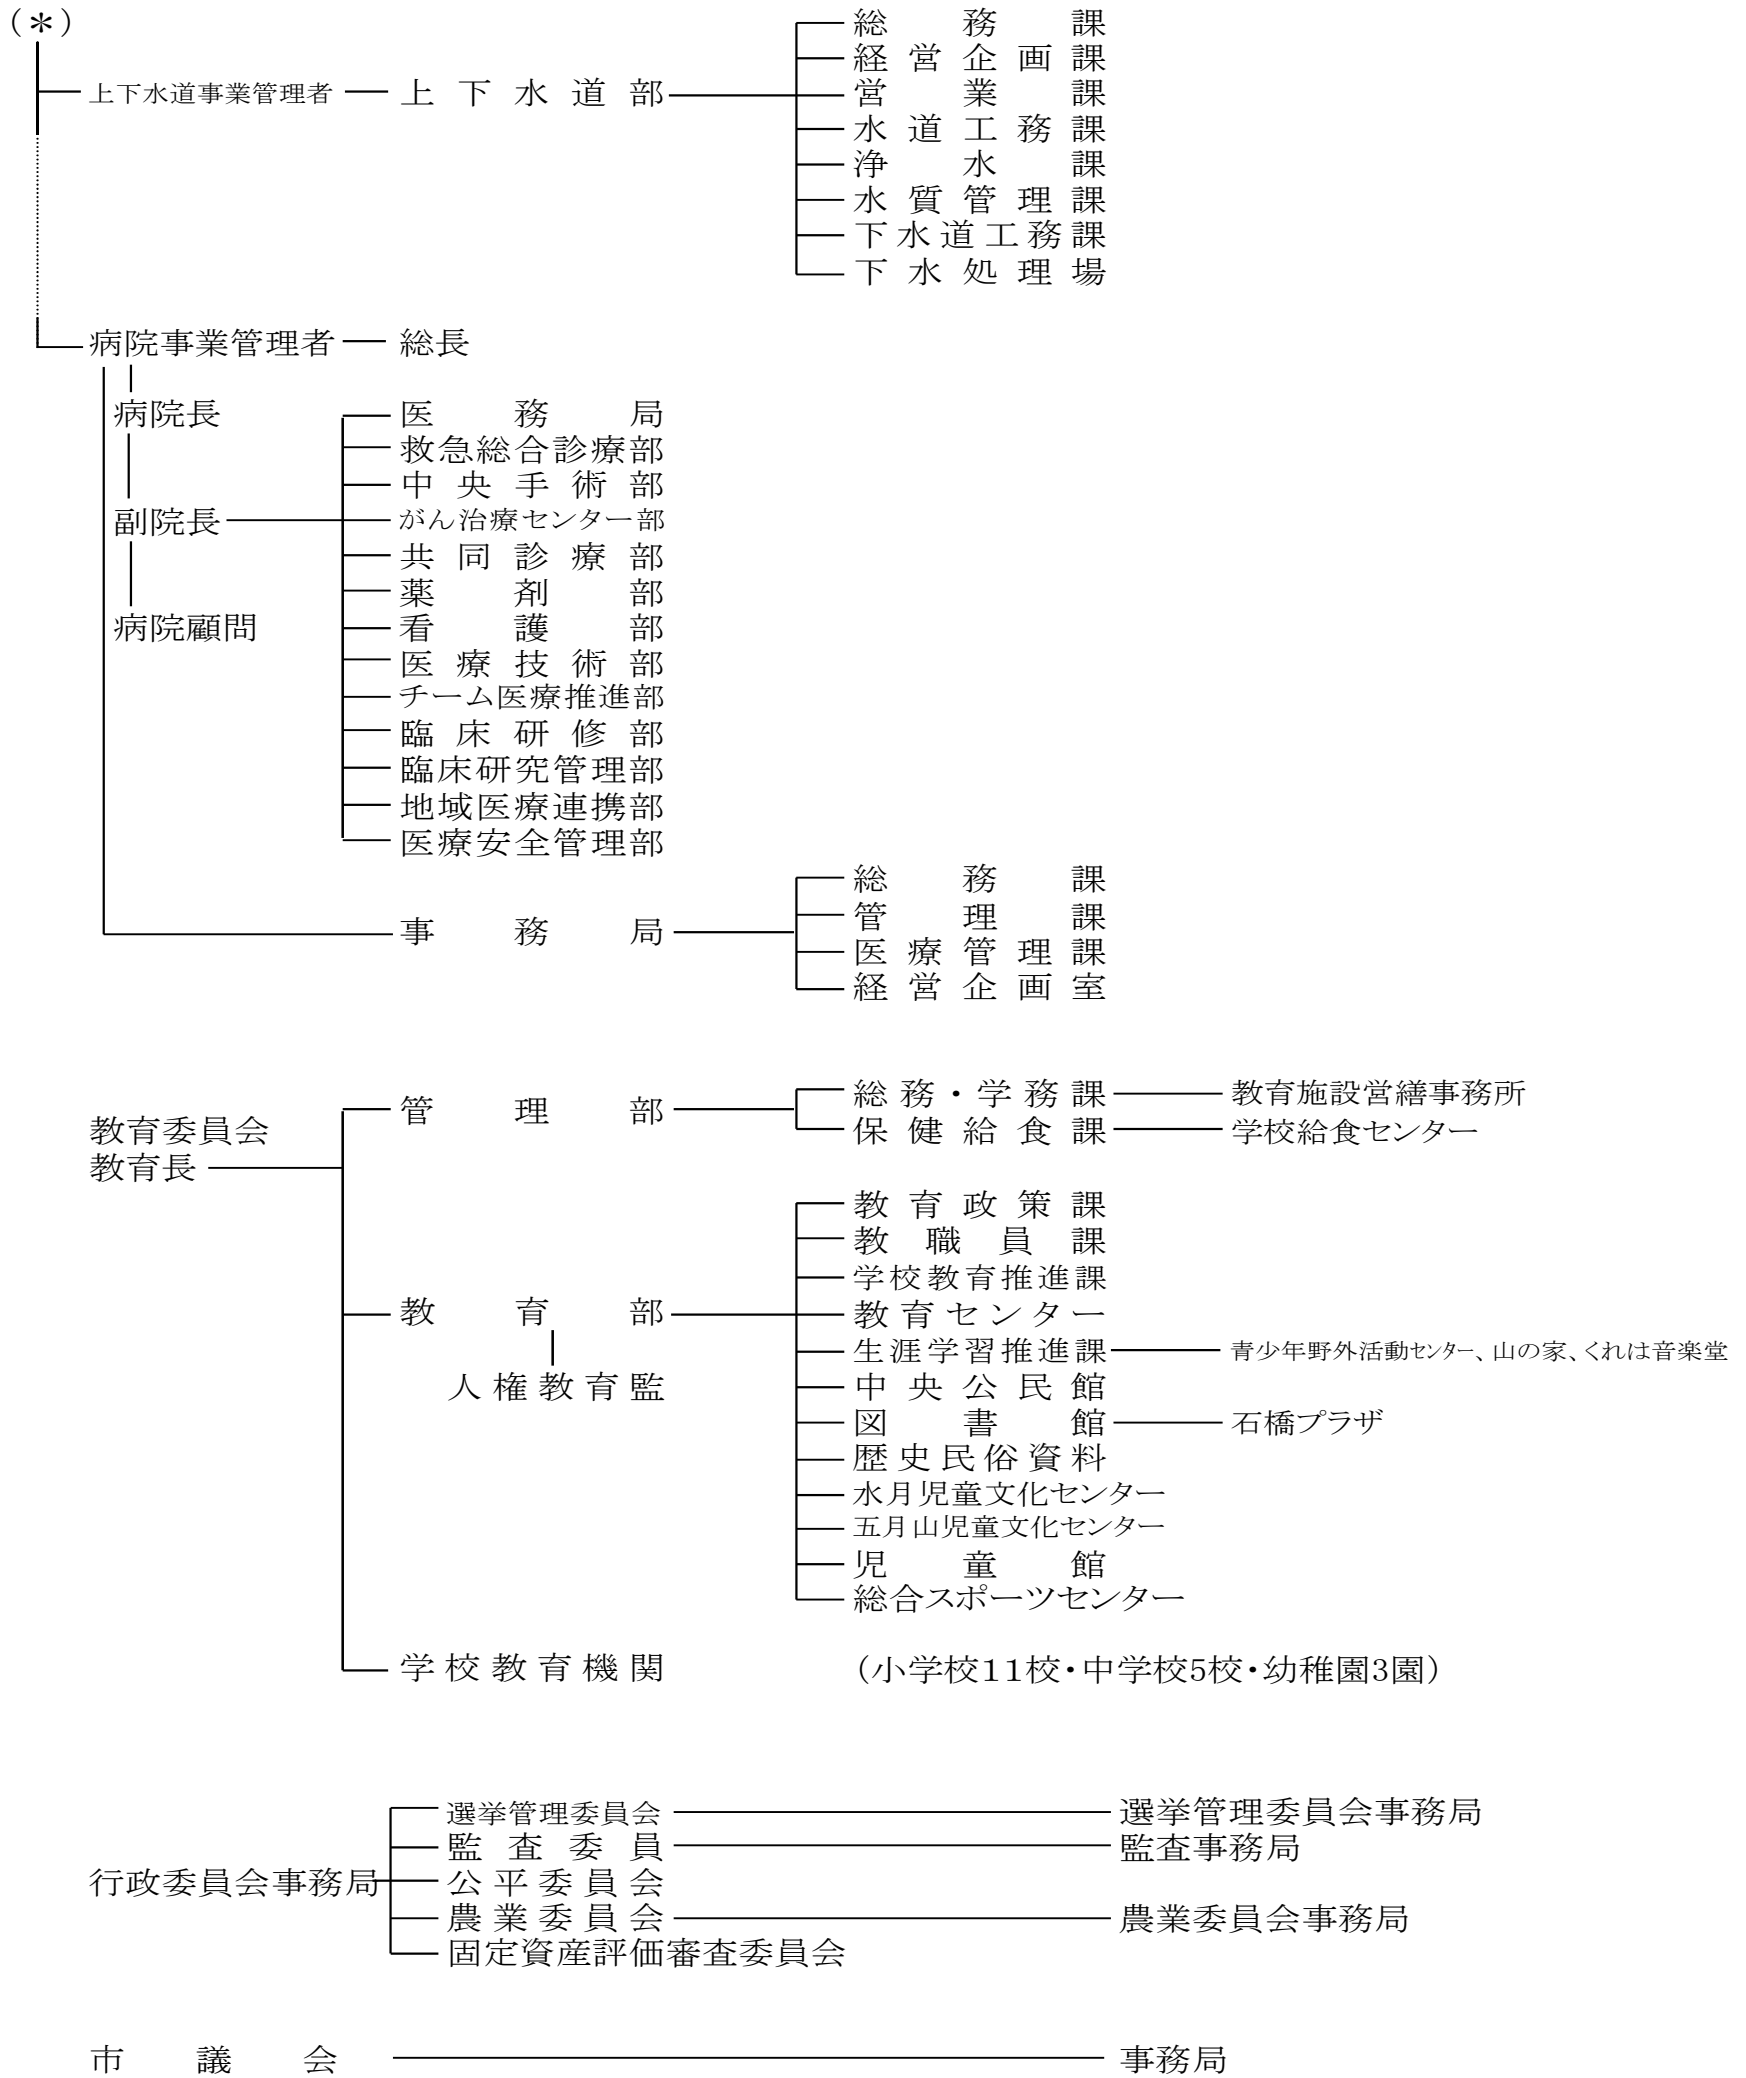 （＊）
総務課
経営企画課
上下水道事業管理者 上下水道部 営業課
水道工務課
浄水課
水質管理課
下水道工務課
下水処理場
病院事業管理者 総長
病院長 医務局
救急総合診療部
中央手術部
副院長 がん治療センター部
共同診療部
薬剤部
病院顧問 看護部
医療技術部
チーム医療推進部
臨床研修部
臨床研究管理部
地域医療連携部
医療安全管理部
総務課
管理課
事務局
医療管理課
経営企画室
総務・学務課 教育施設営繕事務所
管理部
教育委員会 保健給食課 学校給食センター
教育長
教育政策課
教職員課
学校教育推進課
教育部 教育センター
生涯学習推進課 青少年野外活動センター、山の家、くれは音楽堂
人権教育監 中央公民館
図書館 石橋プラザ
歴史民俗資料
水月児童文化センター
五月山児童文化センター
児童館
総合スポーツセンター
学校教育機関 （小学校11校・中学校5校・幼稚園3園）
選挙管理委員会 選挙管理委員会事務局
監査委員 監査事務局
行政委員会事務局 公平委員会
農業委員会 農業委員会事務局
固定資産評価審査委員会
市議会 事務局